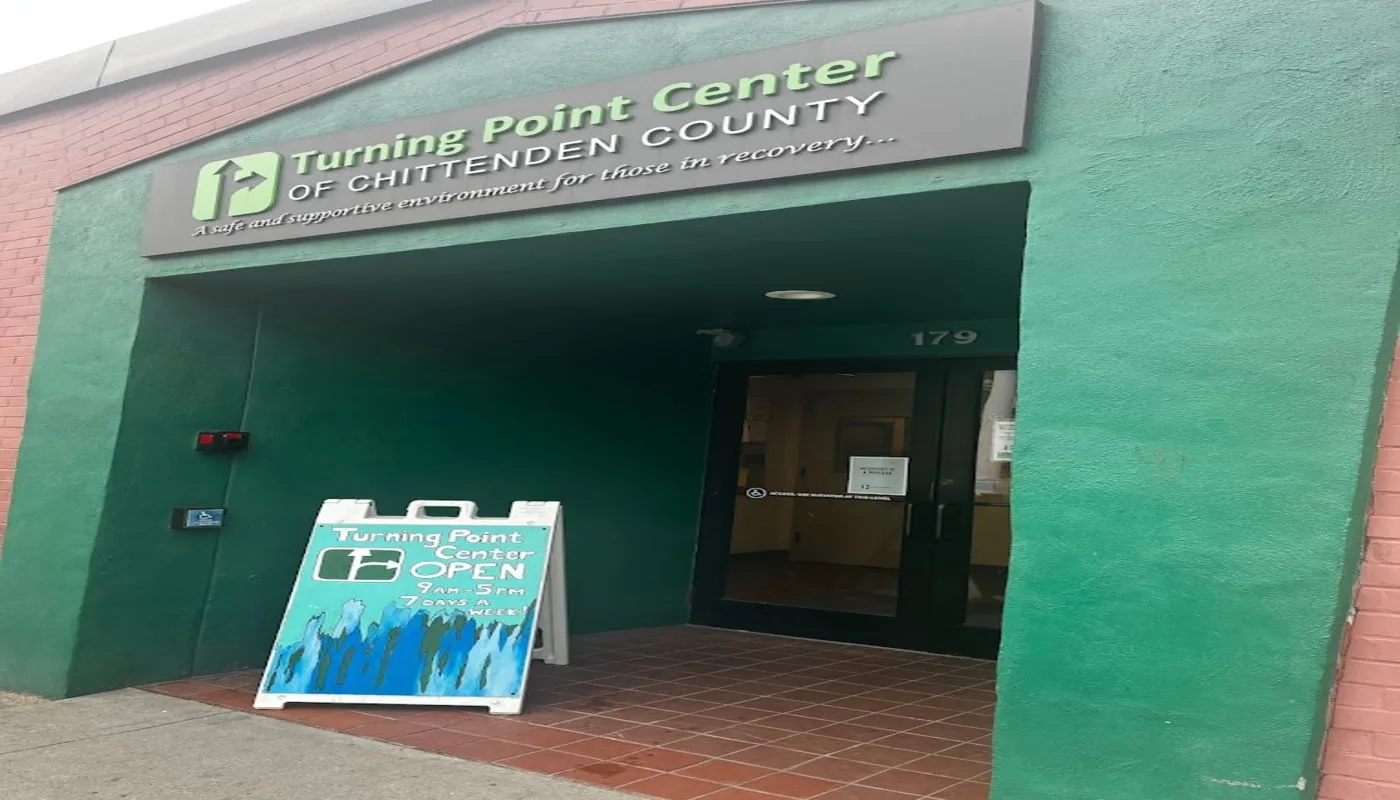 Turning Point Center
OF CHITTENDEN COUNTY
A safe and supportive environment for those in recovery...
179
Turning Point
Center
OPEN
9AM-5PM
7 DAYS A
WEEK!